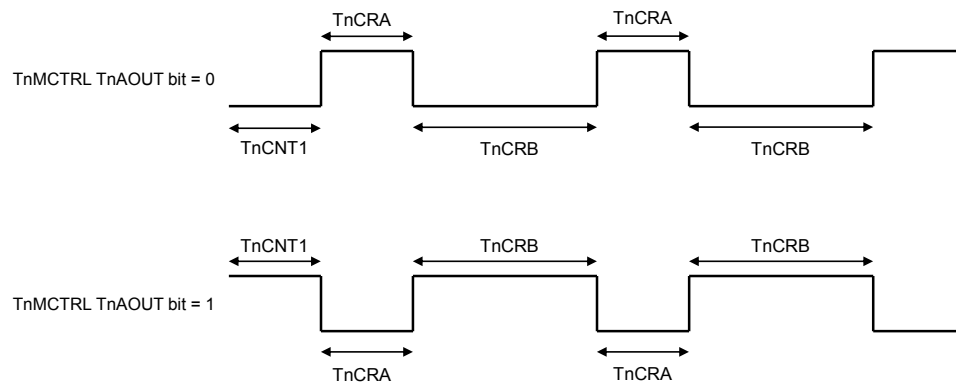 TnCRA TnCRA
TnMCTRL TnAOUT bit = 0
TnCNT1 TnCRB TnCRB
TnCNT1 TnCRB TnCRB
TnMCTRL TnAOUT bit = 1
TnCRA TnCRA